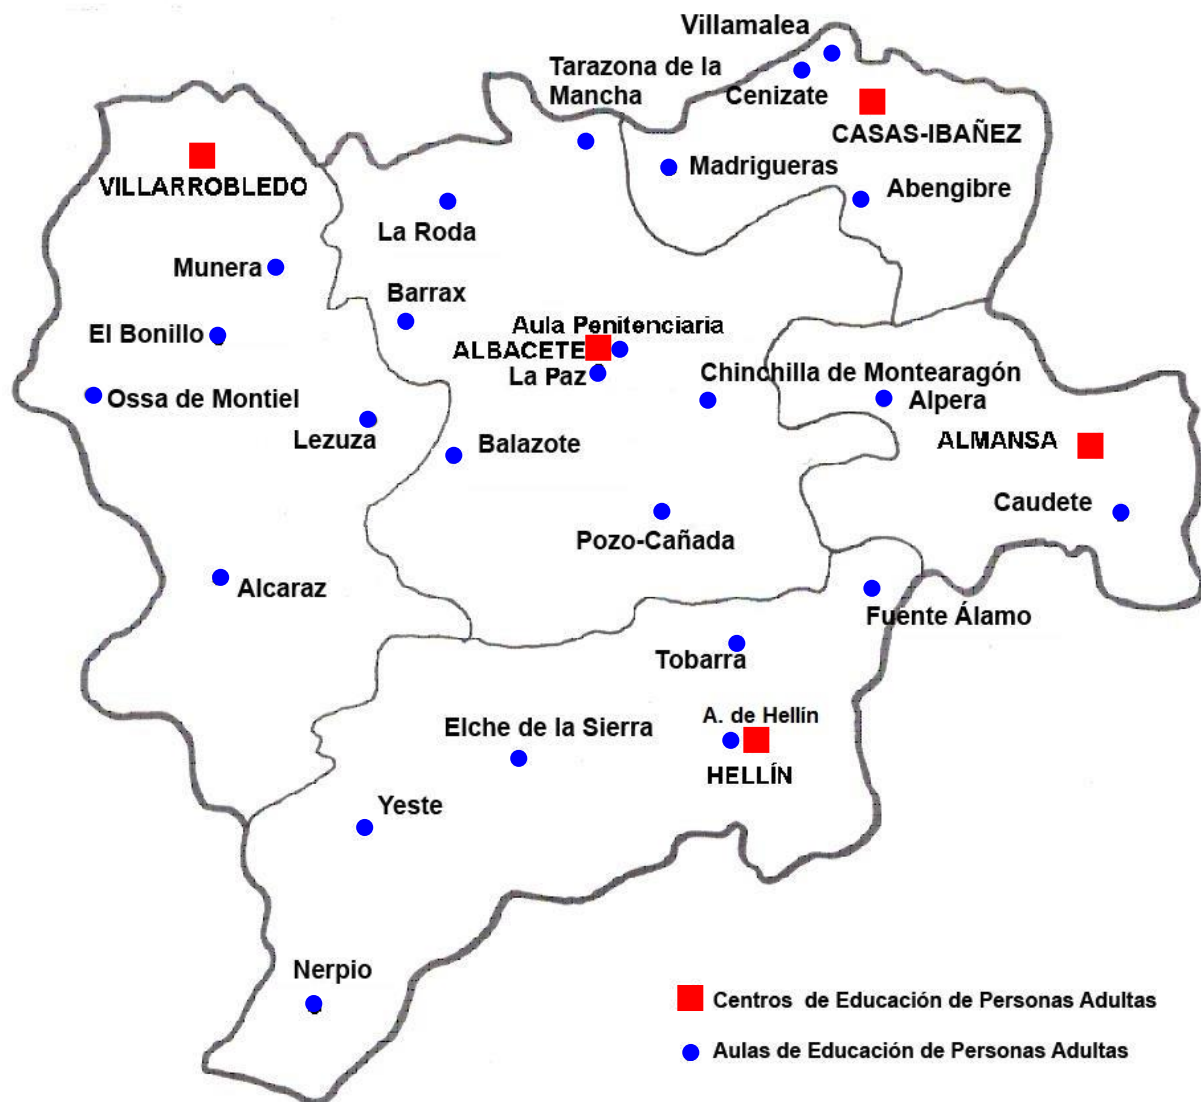 Villamalea
Tarazona de la
Mancha
Cenizate
CASAS-IBAÑEZ
Madrigueras
VILLARROBLEDO
Abengibre
La Roda
Munera
Barrax
El Bonillo
Aula Penitenciaria
ALBACETE
La Paz
Chinchilla de Montearagón
Ossa de Montiel
Alpera
Lezuza
Balazote
ALMANSA
Caudete
Pozo-Cañada
Alcaraz
Fuente Álamo
Tobarra
A. de Hellín
Elche de la Sierra
HELLÍN
Yeste
Nerpio
Centros de Educación de Personas Adultas
Aulas de Educación de Personas Adultas